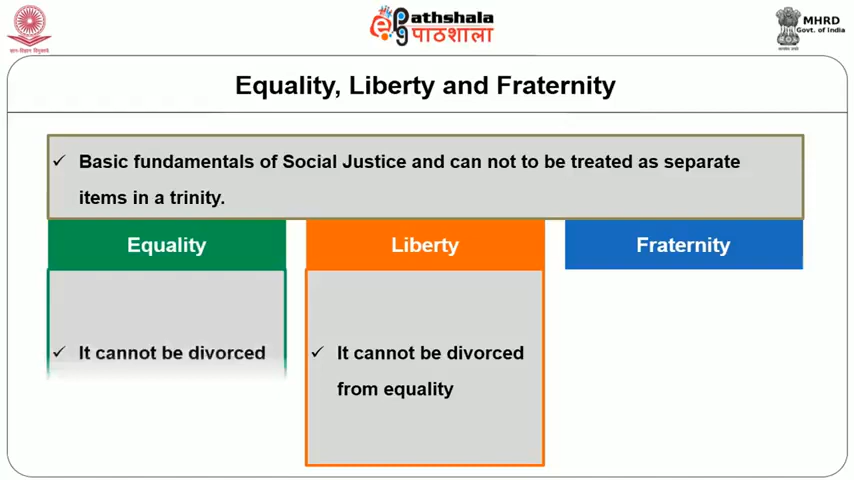 ePathshala
पाठशाला
MHRD
Govt. of India
Equality, Liberty and Fraternity
✓ Basic fundamentals of Social Justice and can not to be treated as separate
items in a trinity.
Equality
Liberty
Fraternity
✓ It cannot be divorced
✓ It cannot be divorced
from equality